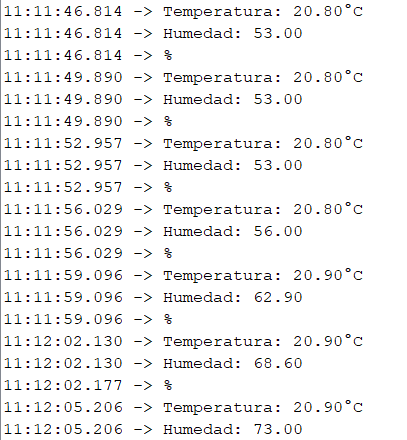 11:11:46.814 -> Temperatura: 20.80°C
11:11:46.814 -> Humedad: 53.00
11:11:46.814 -> %
11:11:49.890 -> Temperatura: 20.80°C
11:11:49.890 -> Humedad: 53.00
11:11:49.890 -> %
11:11:52.957 -> Temperatura: 20.80°C
11:11:52.957 -> Humedad: 53.00
11:11:52.957 -> %
11:11:56.029 -> Temperatura: 20.80°C
11:11:56.029 -> Humedad: 56.00
11:11:56.029 -> %
11:11:59.096 -> Temperatura: 20.90°C
11:11:59.096 -> Humedad: 62.90
11:11:59.096 -> %
11:12:02.130 -> Temperatura: 20.90°C
11:12:02.130 -> Humedad: 68.60
11:12:02.177 -> %
11:12:05.206 -> Temperatura: 20.90°C
11:12:05.206 -> Humedad: 73.00